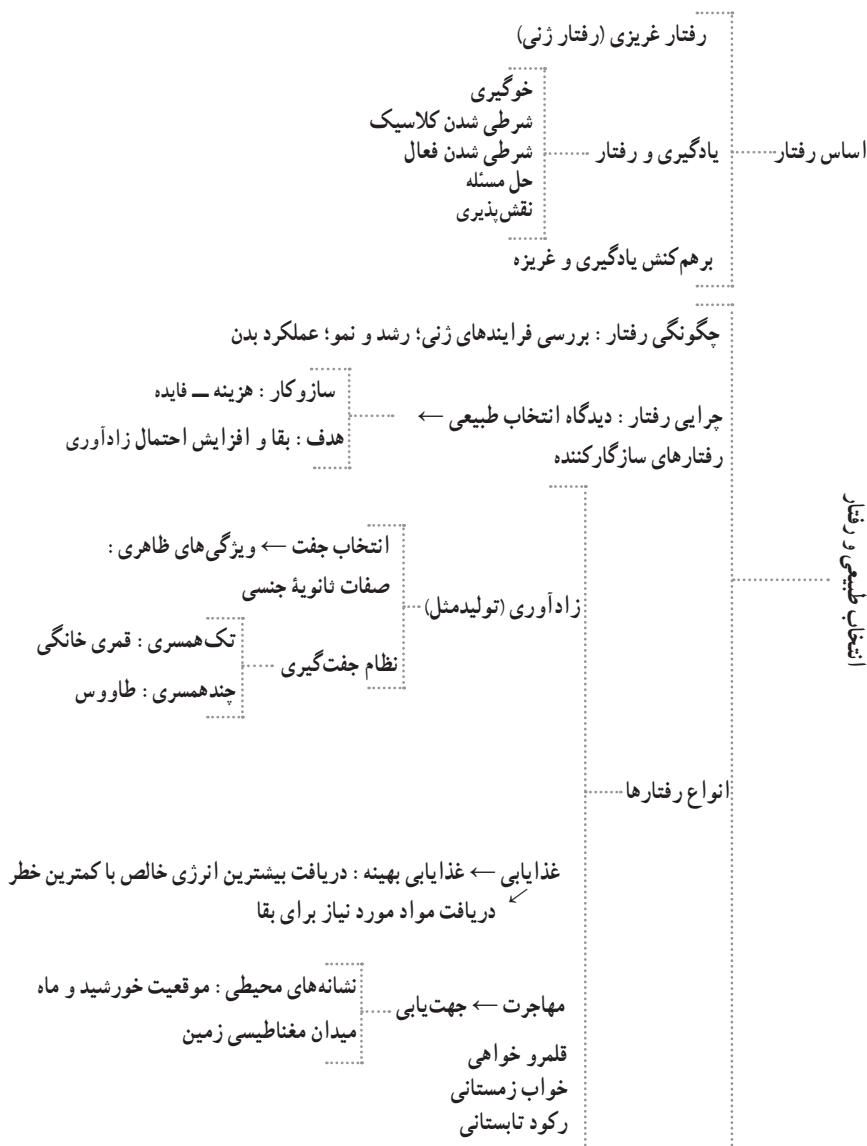 رفتار غریزی (رفتار ژنی)
اساس رفتار
یادگیری و رفتار
خوگیری
شرطی شدن کلاسیک
شرطی شدن فعال
حل مسئله
نقش‌پذیری
برهم‌کنش یادگیری و غریزه
انتخاب طبیعی و رفتار
چگونگی رفتار : بررسی فرایندهای ژنی؛ رشد و نمو؛ عملکرد بدن
چرایی رفتار : دیدگاه انتخاب طبیعی ←
رفتارهای سازگارکننده
سازوکار : هزینه ـ فایده
هدف : بقا و افزایش احتمال زادآوری
انواع رفتارها
زادآوری (تولیدمثل)
انتخاب جفت ← ویژگی‌های ظاهری :
صفات ثانویهٔ جنسی
نظام جفت‌گیری
تک‌همسری : قمری خانگی
چندهمسری : طاووس
غذایابی ← غذایابی بهینه : دریافت بیشترین انرژی خالص با کمترین خطر
↙ دریافت مواد مورد نیاز برای بقا
مهاجرت ← جهت‌یابی
نشانه‌های محیطی : موقعیت خورشید و ماه
میدان مغناطیسی زمین
قلمرو خواهی
خواب زمستانی
رکود تابستانی